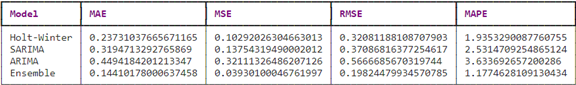 Model MAE MSE RMSE MAPE
Holt-Winter 0.23731037665671165 0.10292026304663013 0.32081188108707903 1.9353290087760755
SARIMA 0.3194713292765869 0.13754319490002012 0.37086816377254617 2.5314709254865124
ARIMA 0.4494184201213347 0.32111326486207126 0.5666685670319744 3.633692657200286
Ensemble 0.14410178000637458 0.03930100046761997 0.19824479934570785 1.1774628109130434